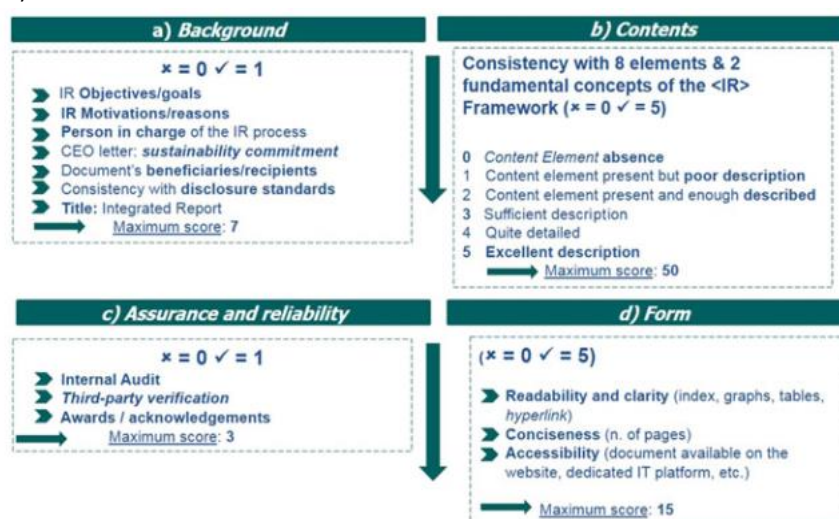 a) Background
× = 0 ✓ = 1
IR Objectives/goals
IR Motivations/reasons
Person in charge of the IR process
CEO letter: sustainability commitment
Document's beneficiaries/recipients
Consistency with disclosure standards
Title: Integrated Report
Maximum score: 7
b) Contents
Consistency with 8 elements & 2
fundamental concepts of the <IR>
Framework (× = 0 ✓ = 5)
0 Content Element absence
1 Content element present but poor description
2 Content element present and enough described
3 Sufficient description
4 Quite detailed
5 Excellent description
Maximum score: 50
c) Assurance and reliability
× = 0 ✓ = 1
Internal Audit
Third-party verification
Awards / acknowledgements
Maximum score: 3
d) Form
(× = 0 ✓ = 5)
Readability and clarity (index, graphs, tables,
hyperlink)
Conciseness (n. of pages)
Accessibility (document available on the
website, dedicated IT platform, etc.)
Maximum score: 15